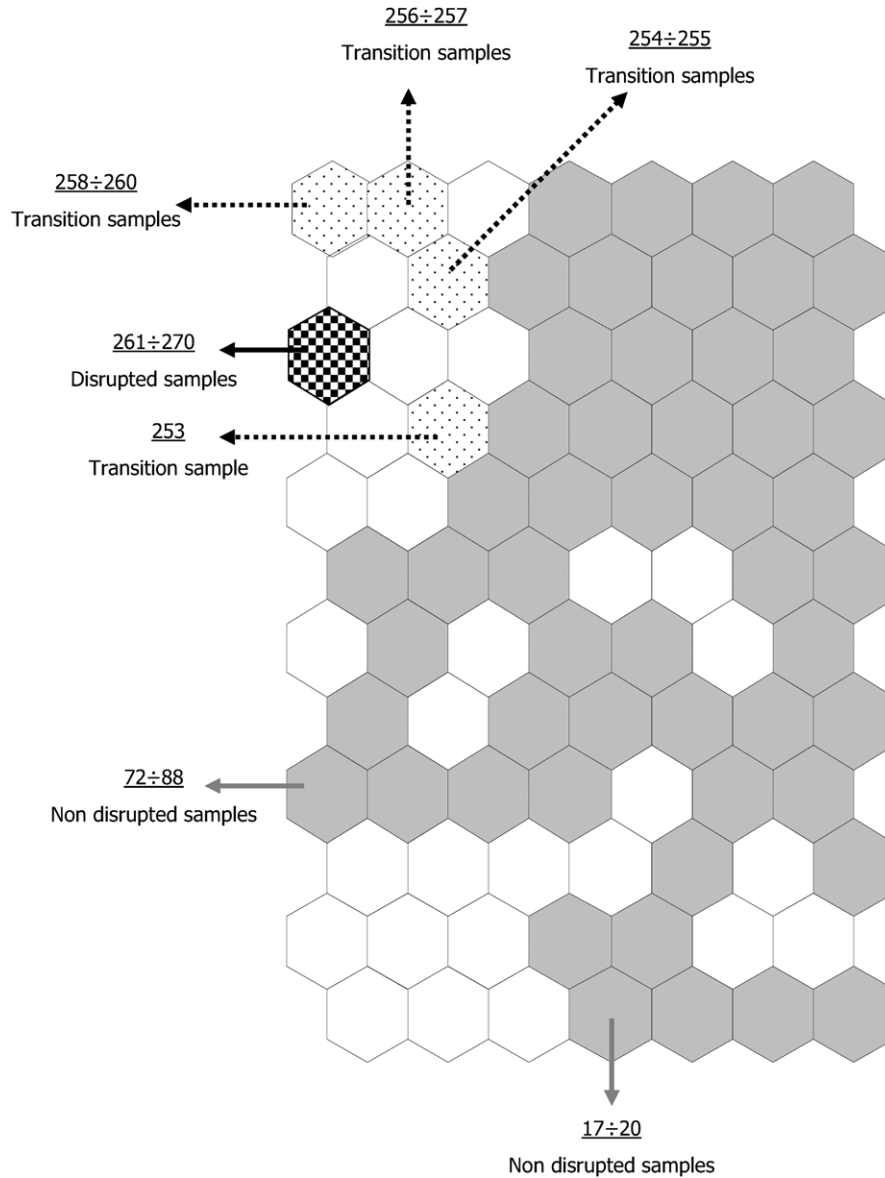 256÷257
Transition samples
254÷255
Transition samples
258÷260
Transition samples
261÷270
Disrupted samples
253
Transition sample
72÷88
Non disrupted samples
17÷20
Non disrupted samples